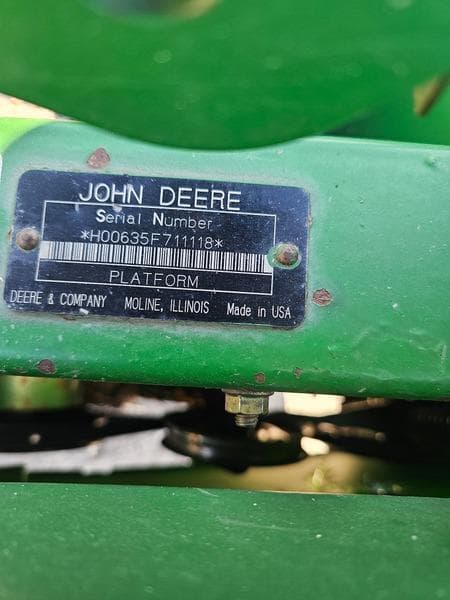 JOHN DEERE
Serial Number
*H00635F711118*
PLATFORM
DEERE & COMPANY MOLINE, ILLINOIS Made in USA